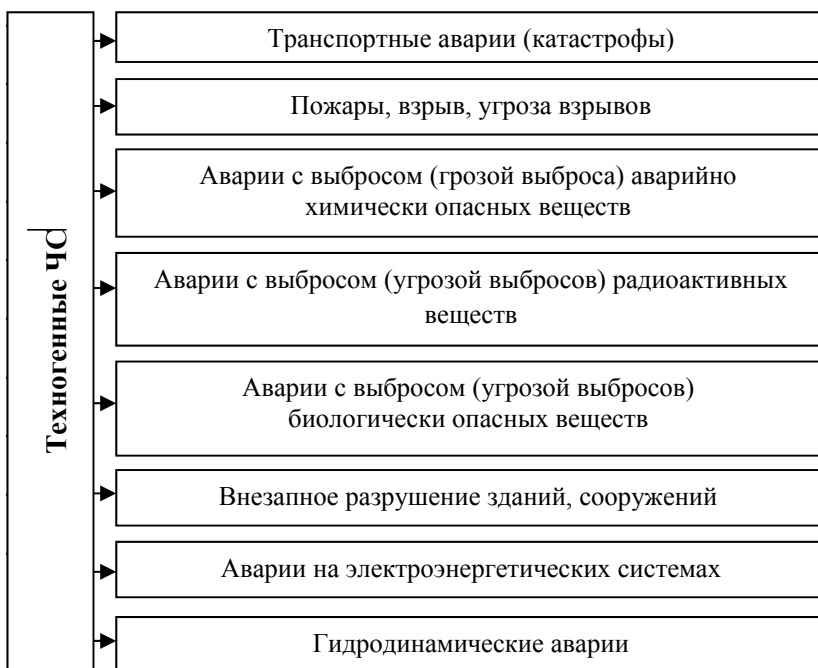 Техногенные ЧС
Транспортные аварии (катастрофы)
Пожары, взрыв, угроза взрывов
Аварии с выбросом (грозой выброса) аварийно
химически опасных веществ
Аварии с выбросом (угрозой выбросов) радиоактивных
веществ
Аварии с выбросом (угрозой выбросов)
биологически опасных веществ
Внезапное разрушение зданий, сооружений
Аварии на электроэнергетических системах
Гидродинамические аварии